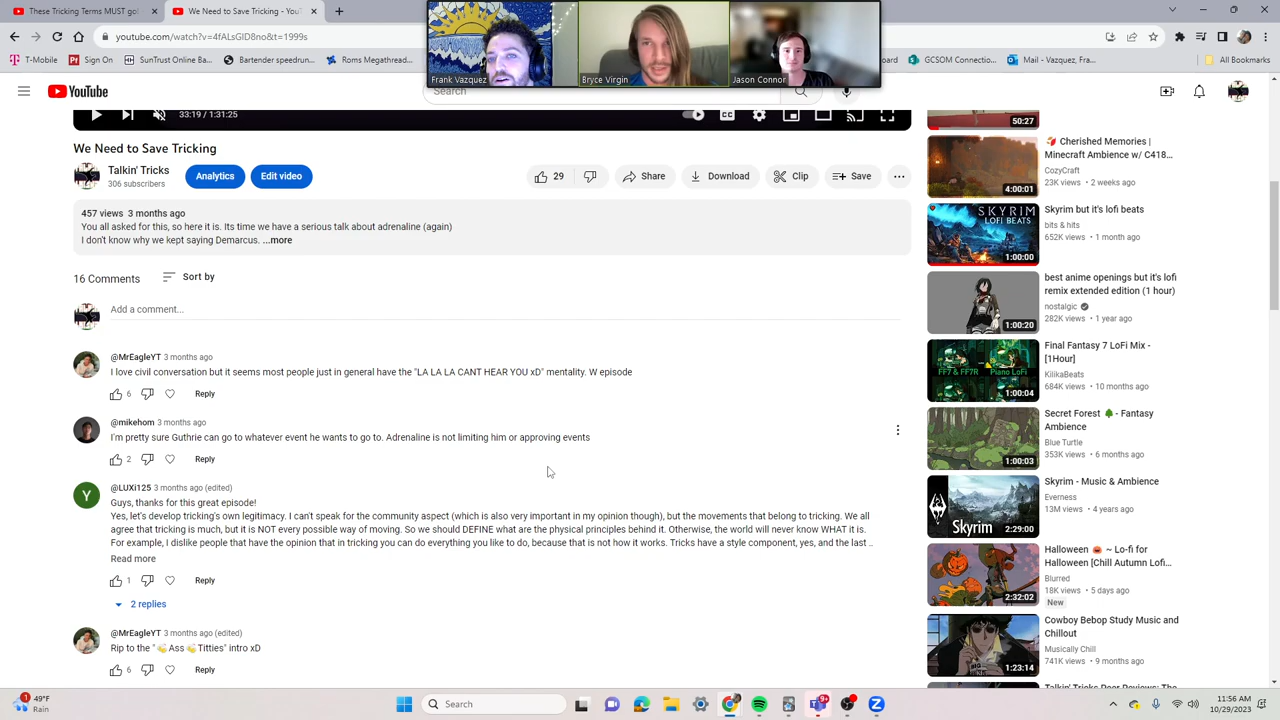 These Tricking Terms MUST go!
We Need To Save Tricking - You
youtube.com/watch?v=4fALsGlD8no&t=1999s
T-Mobile
Fr. Ros Megatron...
SunTrust Online Ba...
Bartender speedrun...
GCSOM Connectio...
Mail - Vazquez, Fra...
All Bookmarks
Frank Vazquez
Bryce Virgin
Jason Connor
YouTube
Search
33:19 / 1:31:25
We Need to Save Tricking
Talkin' Tricks
306 subscribers
Analytics
Edit video
29
Share
Download
Clip
Save
457 views 3 months ago
You all asked for this, so here it is. Its time we have a serious talk about adrenaline (again)
I don't know why we kept saying Demarcus. ...more
16 Comments
Sort by
Add a comment...
@MrEagleYT 3 months ago
I love civil conversation but it seems most people just in general have the "LA LA LA CANT HEAR YOU xD" mentality. W episode
6
Reply
@mikehom 3 months ago
I'm pretty sure Guthrie can go to whatever event he wants to go to. Adrenaline is not limiting him or approving events
2
Reply
Y
@LUXi125 3 months ago (edited)
Guys, thanks for this great episode!
Yes, let's develop tricking's own legitimacy. I can't speak for the community aspect (which is also very important in my opinion though), but the movements that belong to tricking. We all
agree that tricking is much, but it is NOT every possible way of moving. So we should DEFINE what are the physical principles behind it. Otherwise, the world will never know WHAT it is.
For example, I dislike people that have the opinion that in tricking you can do everything you like to do, because that is not how it works. Tricks have a style component, yes, and the last ..
Read more
1
Reply
2 replies
@MrEagleYT 3 months ago (edited)
Rip to the "👏 Ass 👏 Titties" intro xD
6
Reply
50:27
🎒 Cherished Memories |
Minecraft Ambience w/ C418...
CozyCraft
23K views • 2 weeks ago
4:00:01
SKYRIM
LOFI BEATS
1:00:00
Skyrim but it's lofi beats
bits & hits
652K views • 1 month ago
1:00:20
best anime openings but it's lofi
remix extended edition (1 hour)
nostalgic
282K views • 1 year ago
FF7 & FF7R Piano LoFi
1:00:04
Final Fantasy 7 LoFi Mix -
[1Hour]
KilikaBeats
684K views • 10 months ago
1:00:03
Secret Forest 🌳- Fantasy
Ambience
Blue Turtle
353K views • 6 months ago
Skyrim
2:29:00
Skyrim - Music & Ambience
Everness
13M views • 4 years ago
2:32:02
Halloween 🎃 ~ Lo-fi for
Halloween [Chill Autumn Lofi...
Blurred
18K views • 5 days ago
New
1:23:14
Cowboy Bebop Study Music and
Chillout
Musically Chill
741K views • 9 months ago
Talkin' Tricks Peer Reviews: The
1
49°F
Rain
Search
9+
11:56 AM
10/29/2023